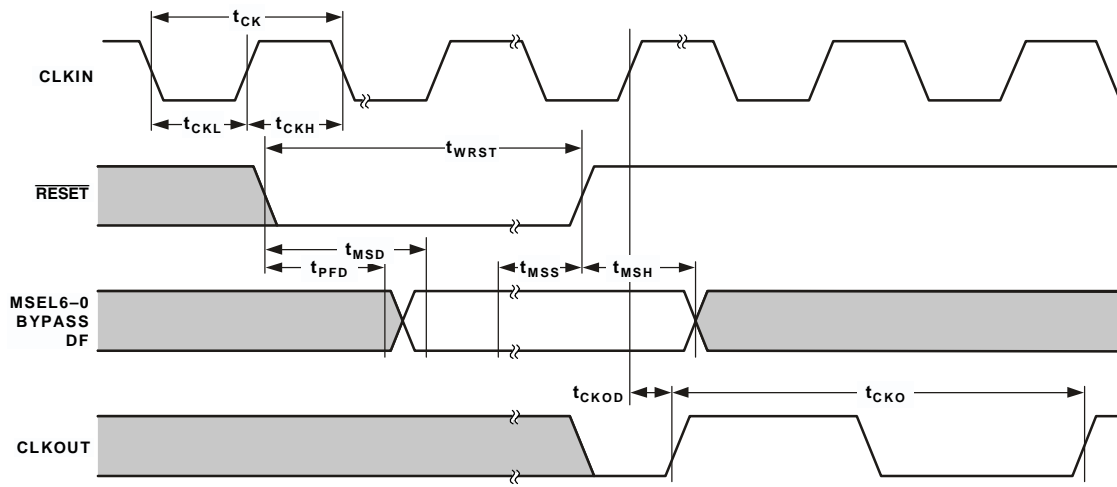 tCK
CLKIN
tCKL
tCKH
tWRST
RESET
tMSD
tPFD
tMSS
tMSH
MSEL6–0
BYPASS
DF
tCKOD
tCKO
CLKOUT